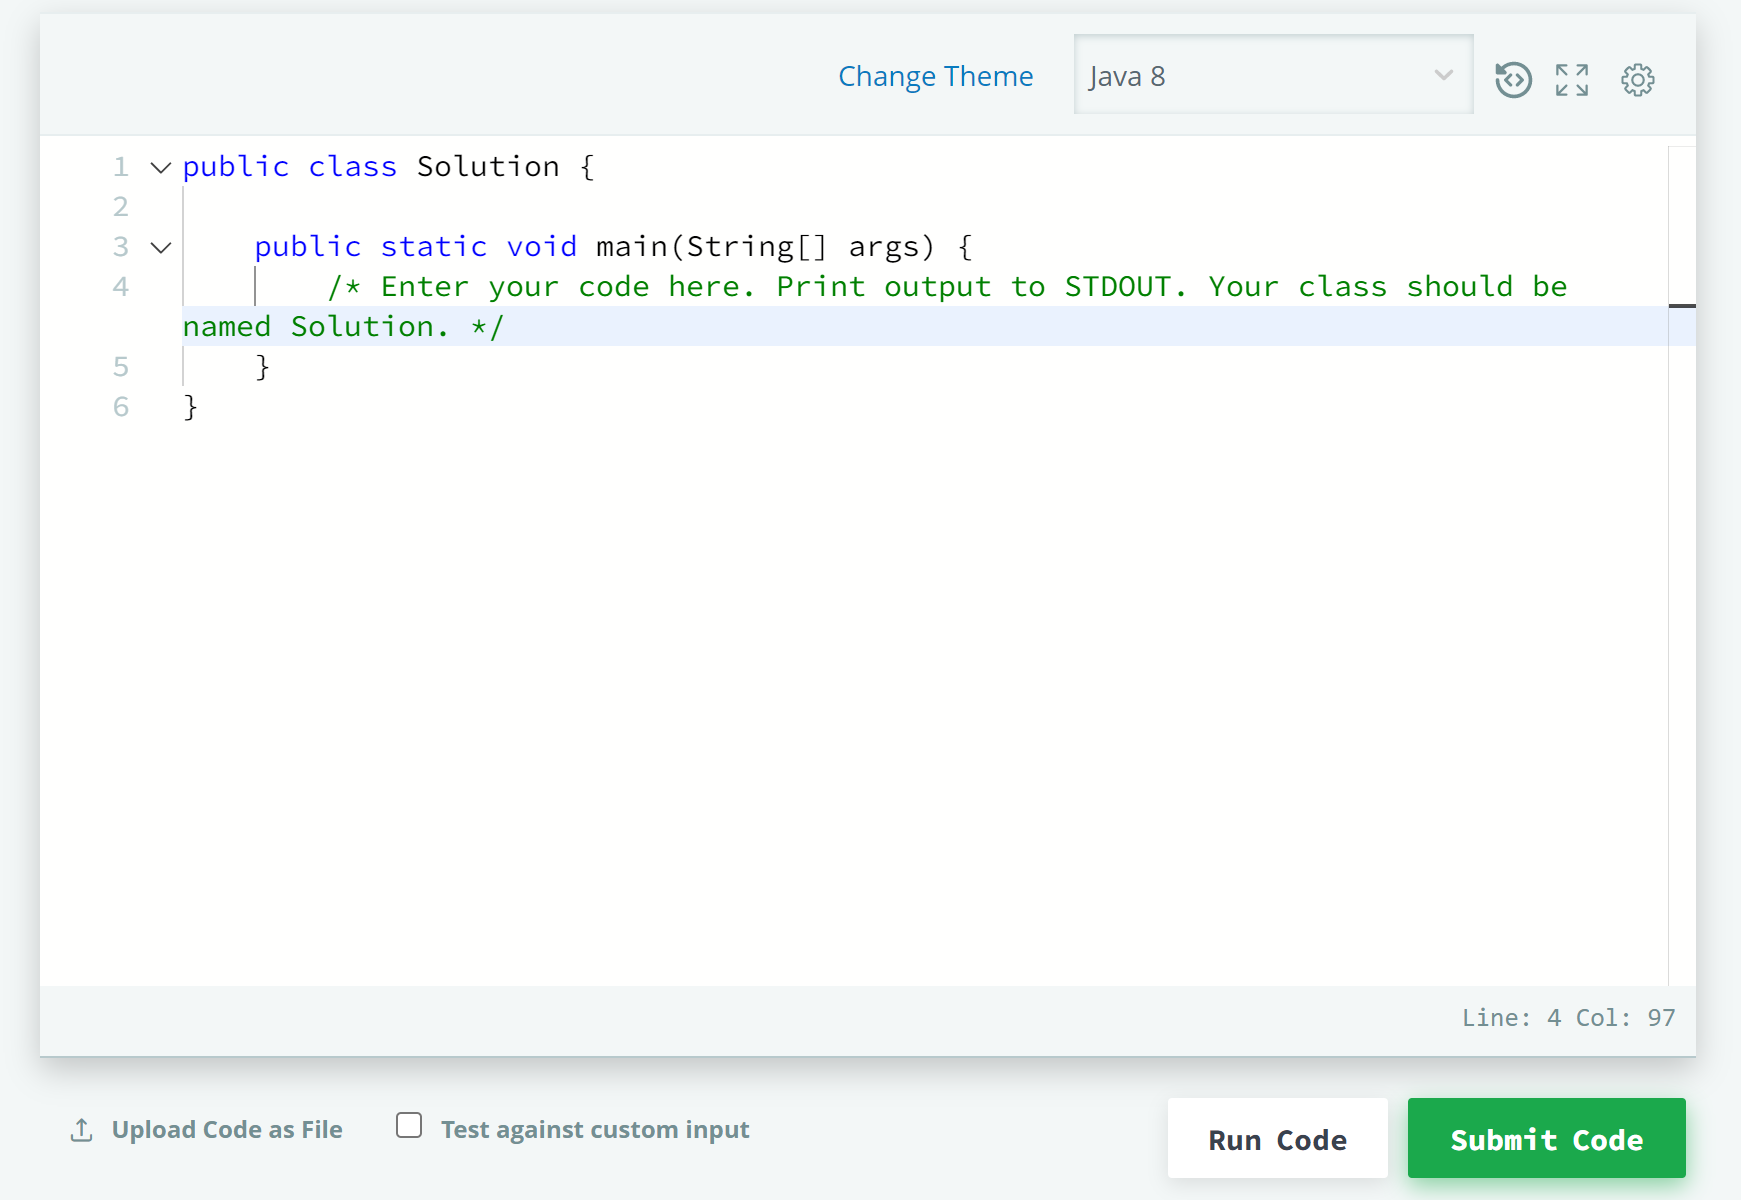 Change Theme
Java 8
1 public class Solution {
2
3 public static void main(String[] args) {
4 /* Enter your code here. Print output to STDOUT. Your class should be
named Solution. */
5 }
6 }
Line: 4 Col: 97
Upload Code as File
Test against custom input
Run Code
Submit Code